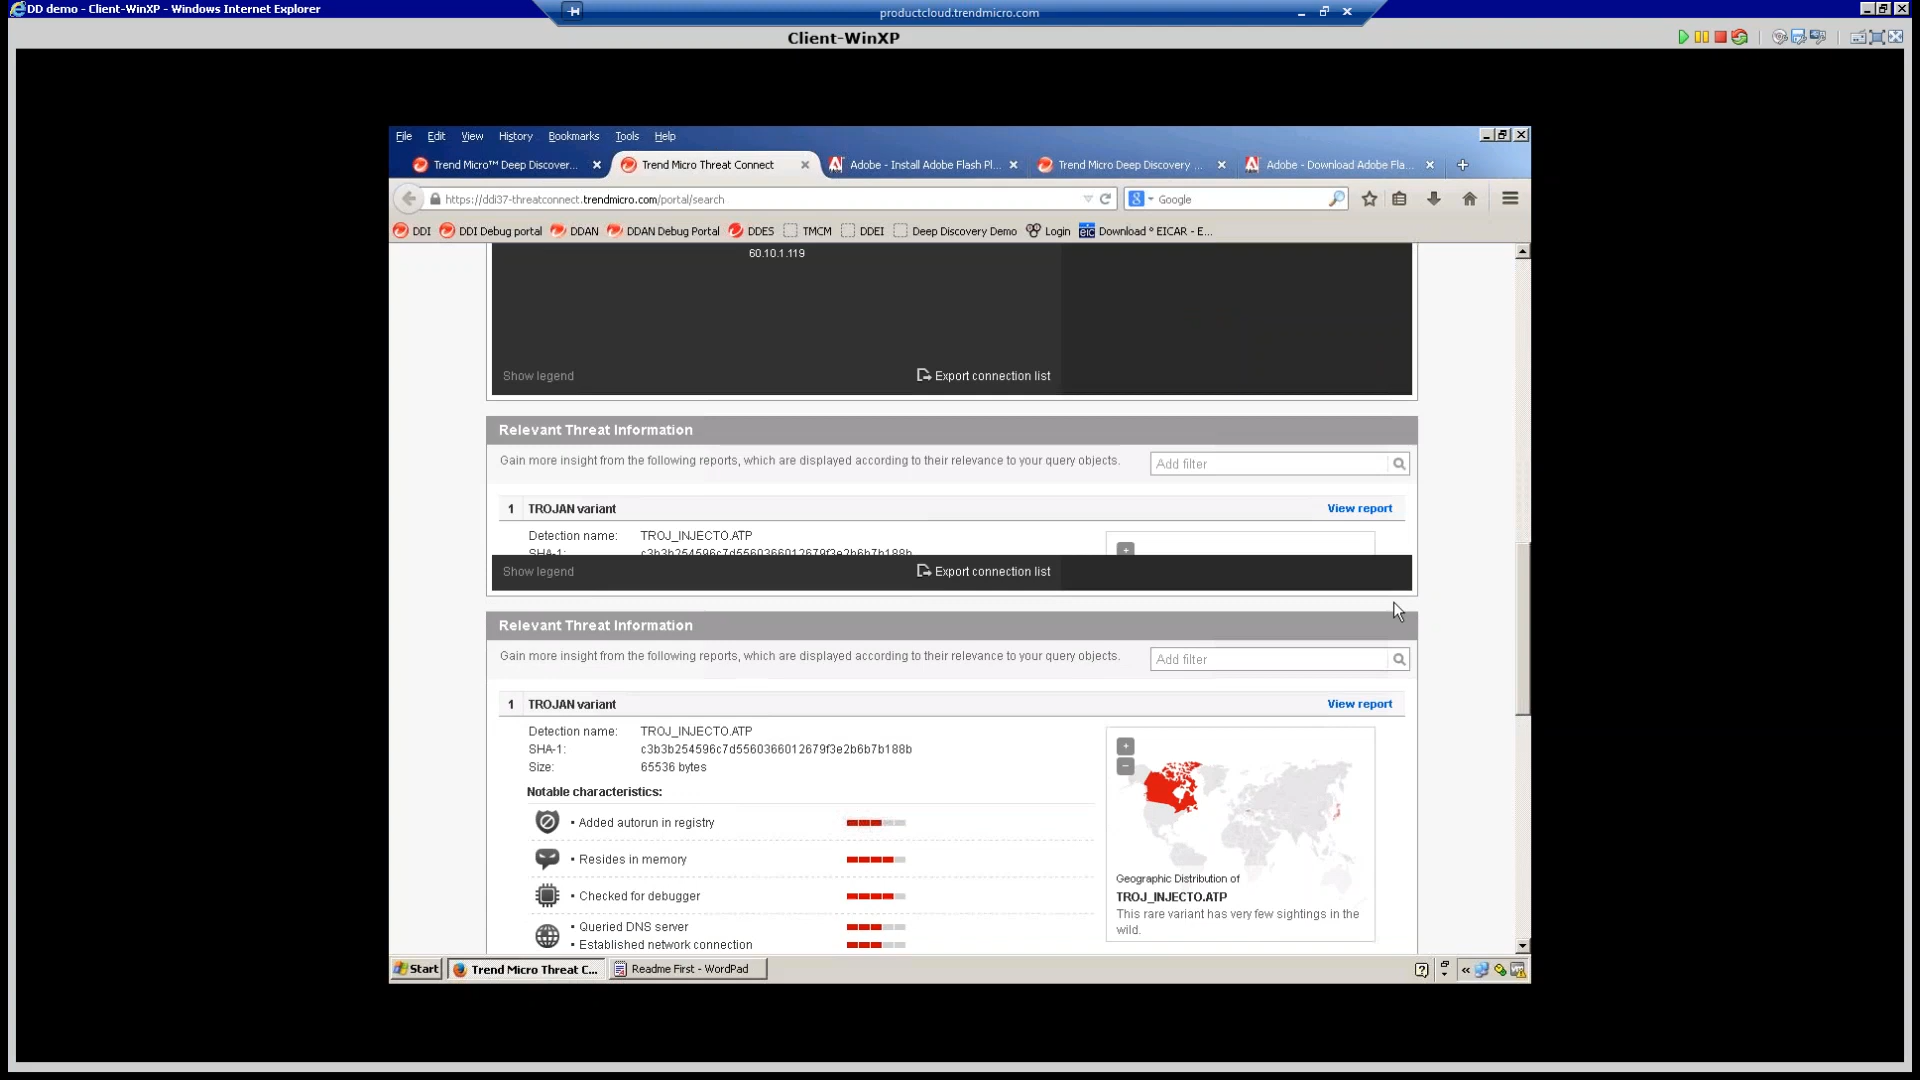 DD demo - Client-WinXP - Windows Internet Explorer
productcloud.trendmicro.com
Client-WinXP
File Edit View History Bookmarks Tools Help
Trend Micro™ Deep Discover...
Trend Micro Threat Connect
Adobe - Install Adobe Flash Pl...
Trend Micro Deep Discovery ...
Adobe - Download Adobe Fla...
https://ddi37-threatconnect.trendmicro.com/portal/search
Google
DDI DDI Debug portal DDAN DDAN Debug Portal DDES TMCM DDEI Deep Discovery Demo Login Download ° EICAR - E...
60.10.1.119
Show legend
Export connection list
Relevant Threat Information
Gain more insight from the following reports, which are displayed according to their relevance to your query objects.
Add filter
1 TROJAN variant
View report
Detection name: TROJ_INJECTO.ATP
SHA-1: c3b3b254596c7d5560366012679f3e2b6b7b188b
Show legend
Export connection list
Relevant Threat Information
Gain more insight from the following reports, which are displayed according to their relevance to your query objects.
Add filter
1 TROJAN variant
View report
Detection name: TROJ_INJECTO.ATP
SHA-1: c3b3b254596c7d5560366012679f3e2b6b7b188b
Size: 65536 bytes
Notable characteristics:
• Added autorun in registry
• Resides in memory
• Checked for debugger
• Queried DNS server
• Established network connection
Geographic Distribution of
TROJ_INJECTO.ATP
This rare variant has very few sightings in the
wild.
Start
Trend Micro Threat C...
Readme First - WordPad